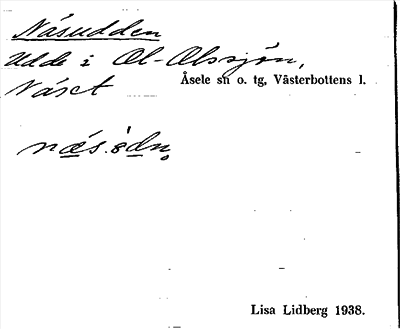 Näsudden
Udde i Ol-Olssjön,
Näset Åsele sn o. tg, Västerbottens l.
Lisa Lidberg 1938.